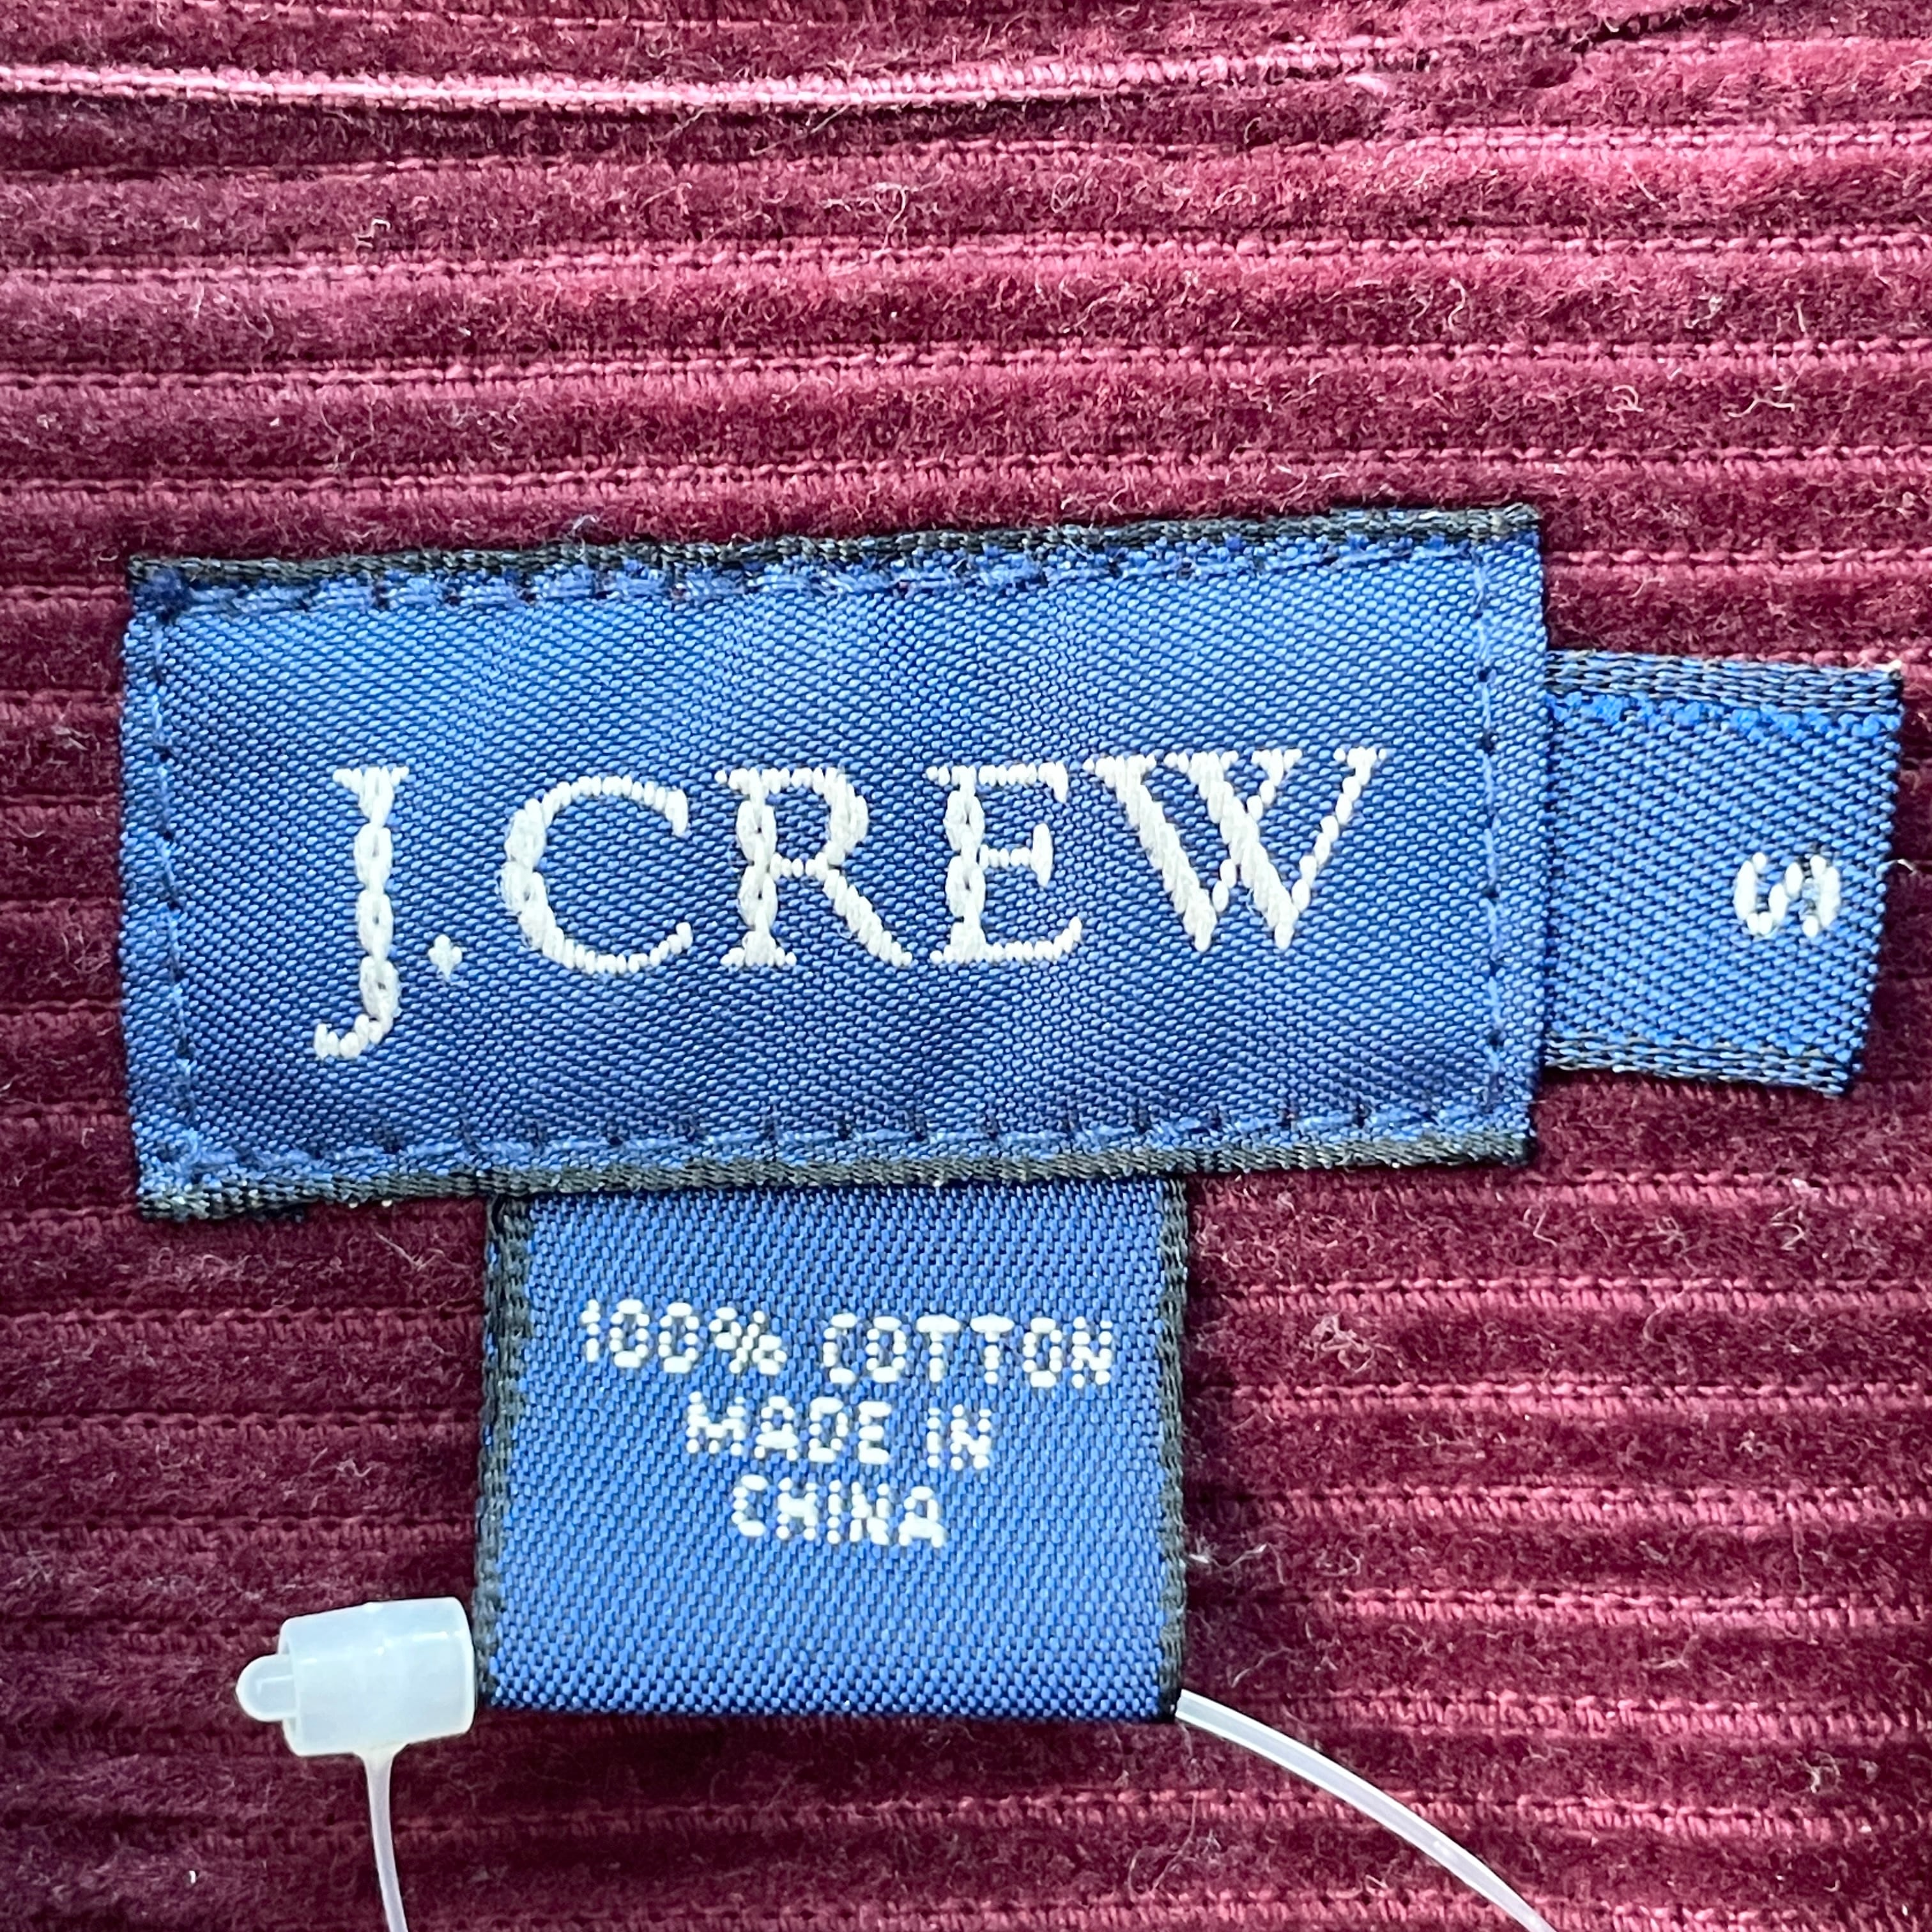 J.CREW
S
100% COTTON
MADE IN
CHINA